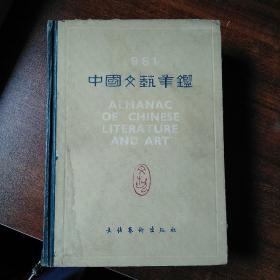 1981
中國文藝年鑑
ALMANAC
OF CHINESE
LITERATURE
AND ART
文化藝術出版社